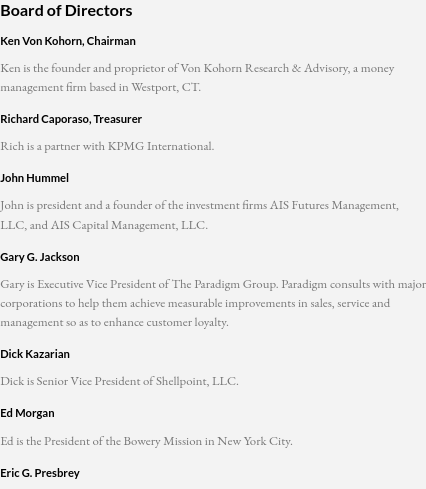 Board of Directors
Ken Von Kohorn, Chairman
Ken is the founder and proprietor of Von Kohorn Research & Advisory, a money
management firm based in Westport, CT.
Richard Caporaso, Treasurer
Rich is a partner with KPMG International.
John Hummel
John is president and a founder of the investment firms AIS Futures Management,
LLC, and AIS Capital Management, LLC.
Gary G. Jackson
Gary is Executive Vice President of The Paradigm Group. Paradigm consults with major
corporations to help them achieve measurable improvements in sales, service and
management so as to enhance customer loyalty.
Dick Kazarian
Dick is Senior Vice President of Shellpoint, LLC.
Ed Morgan
Ed is the President of the Bowery Mission in New York City.
Eric G. Presbrey